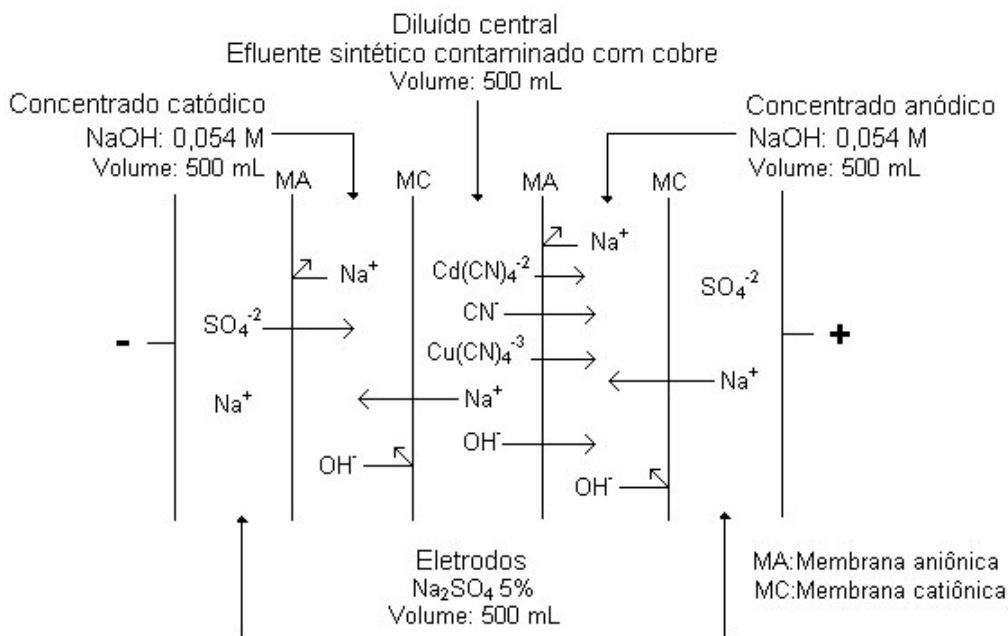 Diluído central
Efluente sintético contaminado com cobre
Volume: 500 mL
Concentrado catódico
NaOH: 0,054 M
Volume: 500 mL
Concentrado anódico
NaOH: 0,054 M
Volume: 500 mL
MA
MC
MA
MC
Na⁺
Na⁺
Cd(CN)₄⁻²
SO₄⁻²
CN⁻
SO₄⁻²
-
+
Cu(CN)₄⁻³
Na⁺
Na⁺
Na⁺
OH⁻
OH⁻
OH⁻
Eletrodos
Na₂SO₄ 5%
Volume: 500 mL
MA:Membrana aniônica
MC:Membrana catiônica